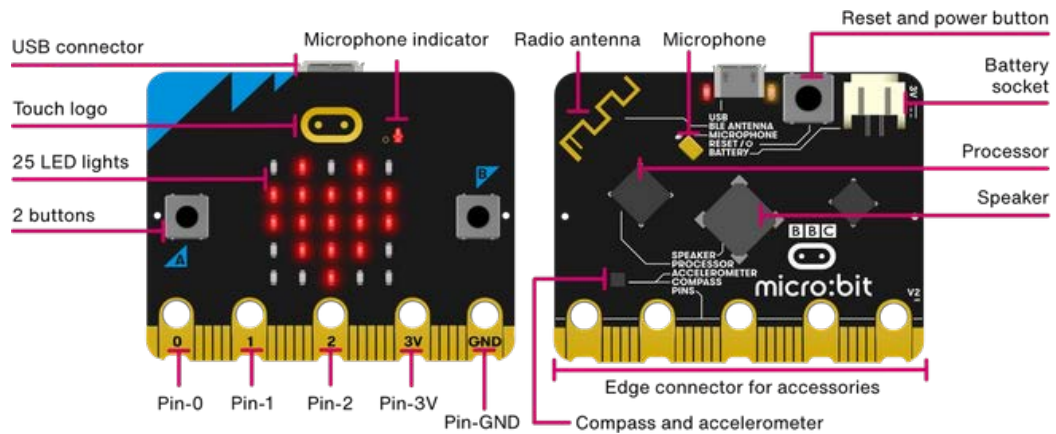 USB connector
Microphone indicator
Touch logo
25 LED lights
2 buttons
A
B
0
1
2
3V
GND
Pin-0
Pin-1
Pin-2
Pin-3V
Pin-GND
Radio antenna
Microphone
Reset and power button
Battery
socket
Processor
Speaker
3V
USB
BLE ANTENNA
MICROPHONE
RESET / ⏻
BATTERY
SPEAKER
PROCESSOR
ACCELEROMETER
COMPASS
PINS
BBC
micro:bit
V2
Edge connector for accessories
Compass and accelerometer